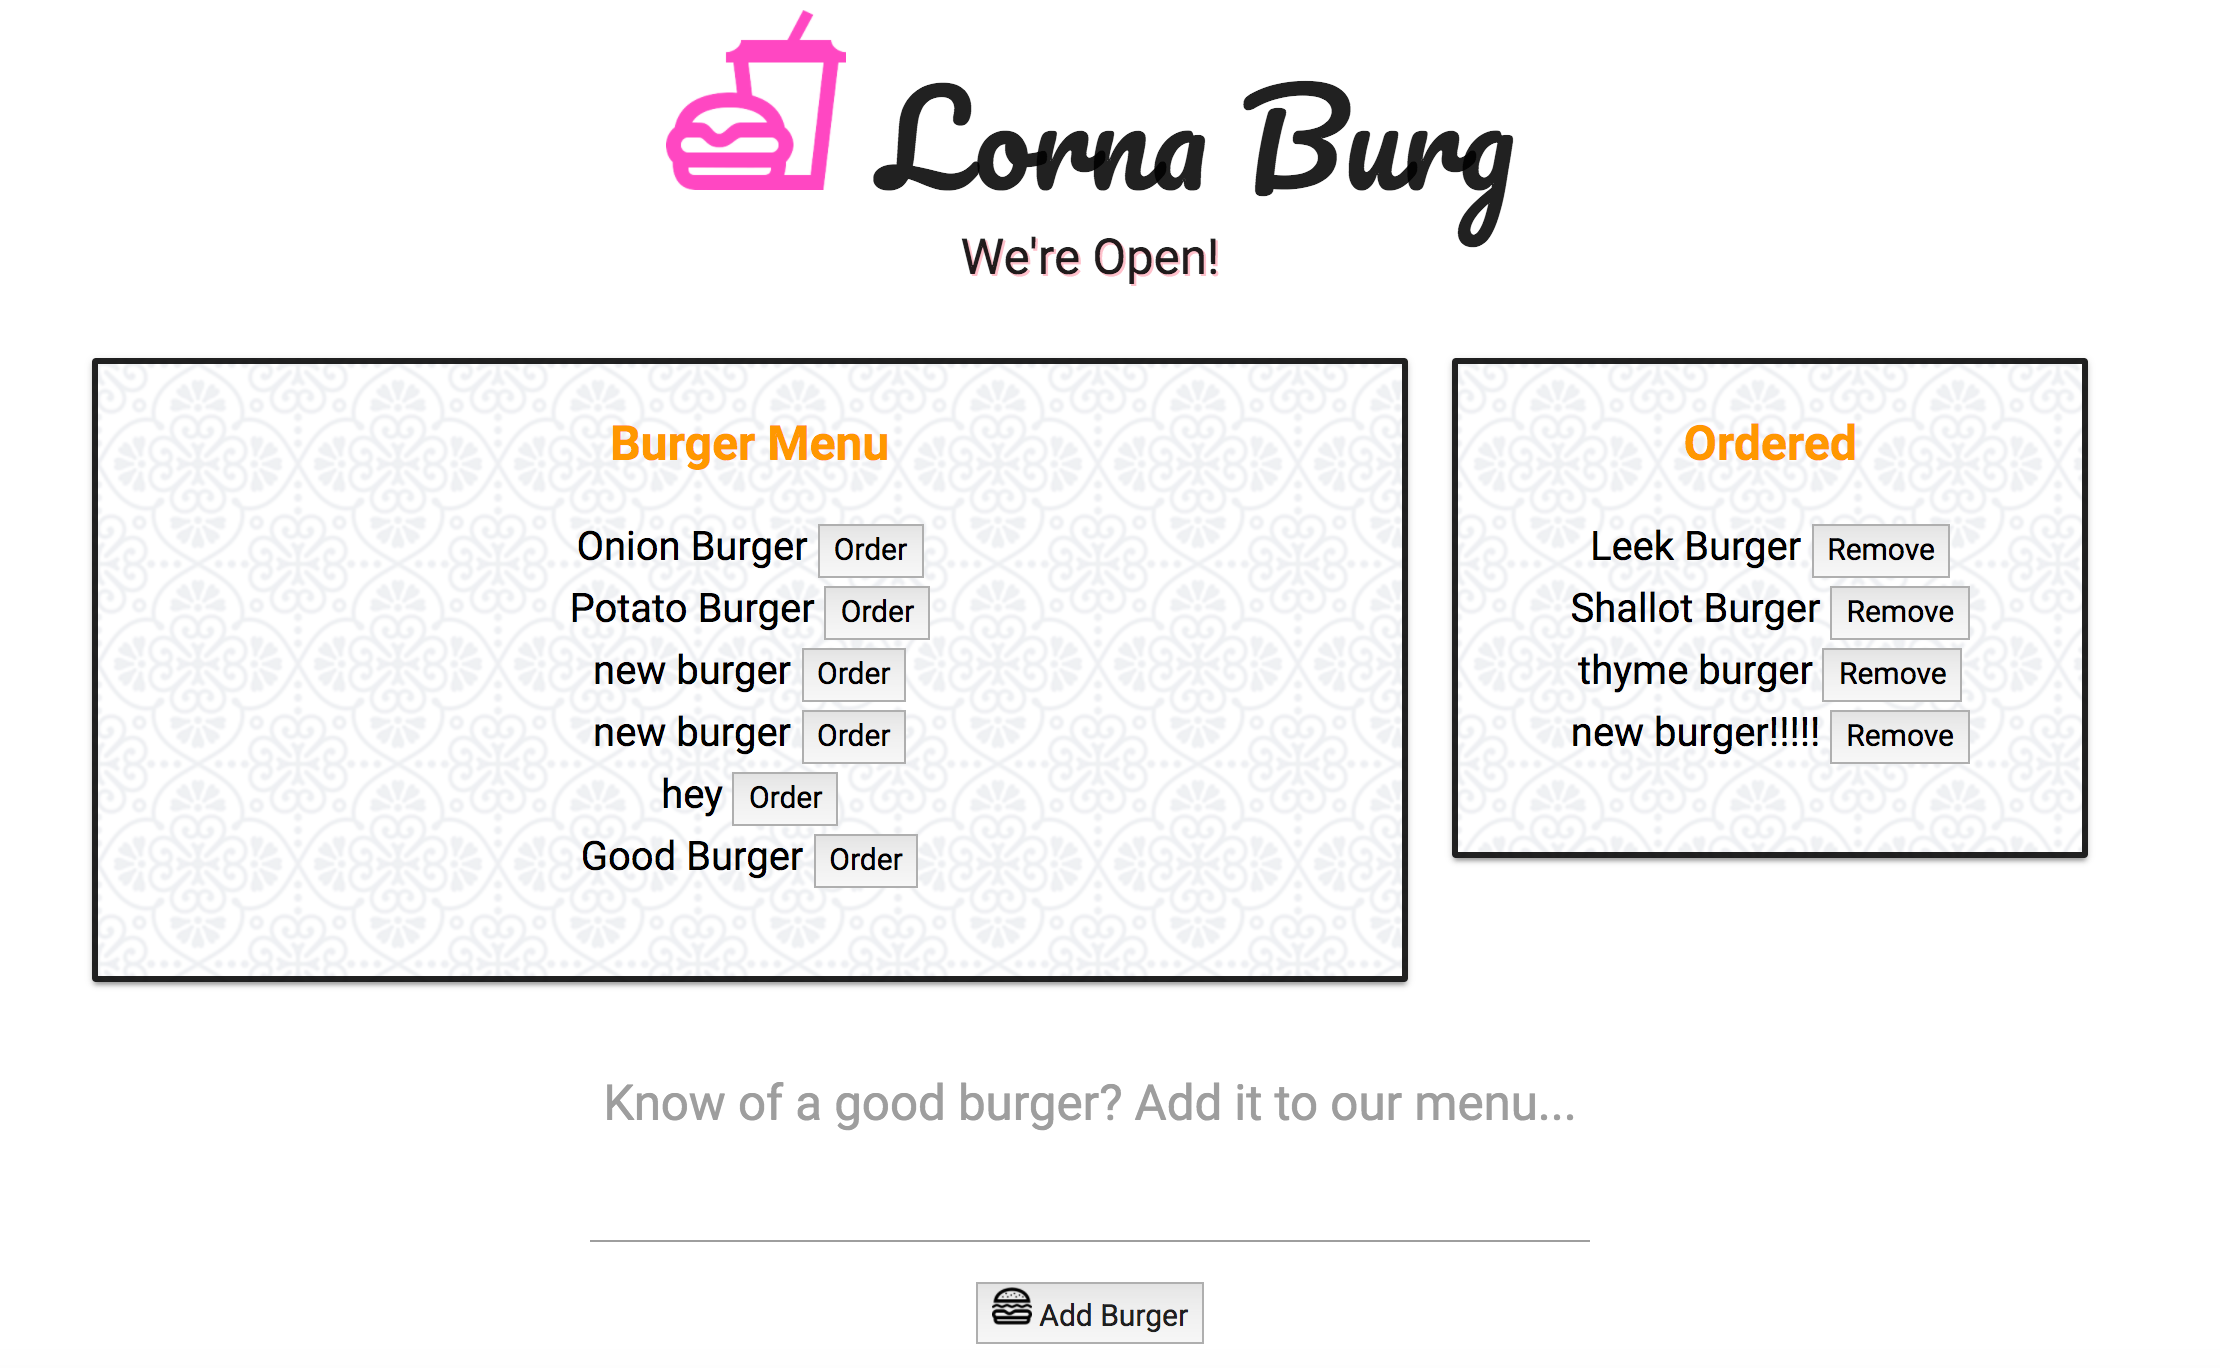 Lorna Burg
We're Open!
Burger Menu
Onion Burger Order
Potato Burger Order
new burger Order
new burger Order
hey Order
Good Burger Order
Ordered
Leek Burger Remove
Shallot Burger Remove
thyme burger Remove
new burger!!!!! Remove
Know of a good burger? Add it to our menu...
Add Burger